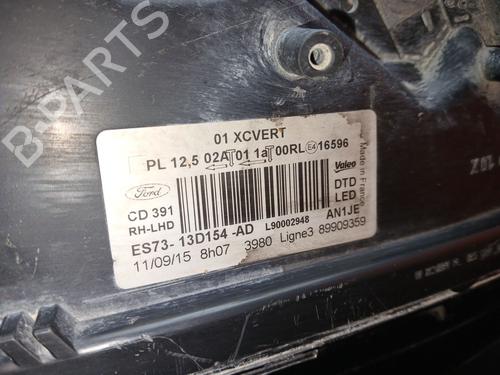 01 XCVERT
PL 12,5 02A 01 1a 00RL E4 16596
Ford
Valeo
Made in France
CD 391
DTD
RH-LHD
LED
ES73- 13D154 -AD L90002948 AN1JE
11/09/15 8h07 3980 Ligne3 89909359
B-PARTS